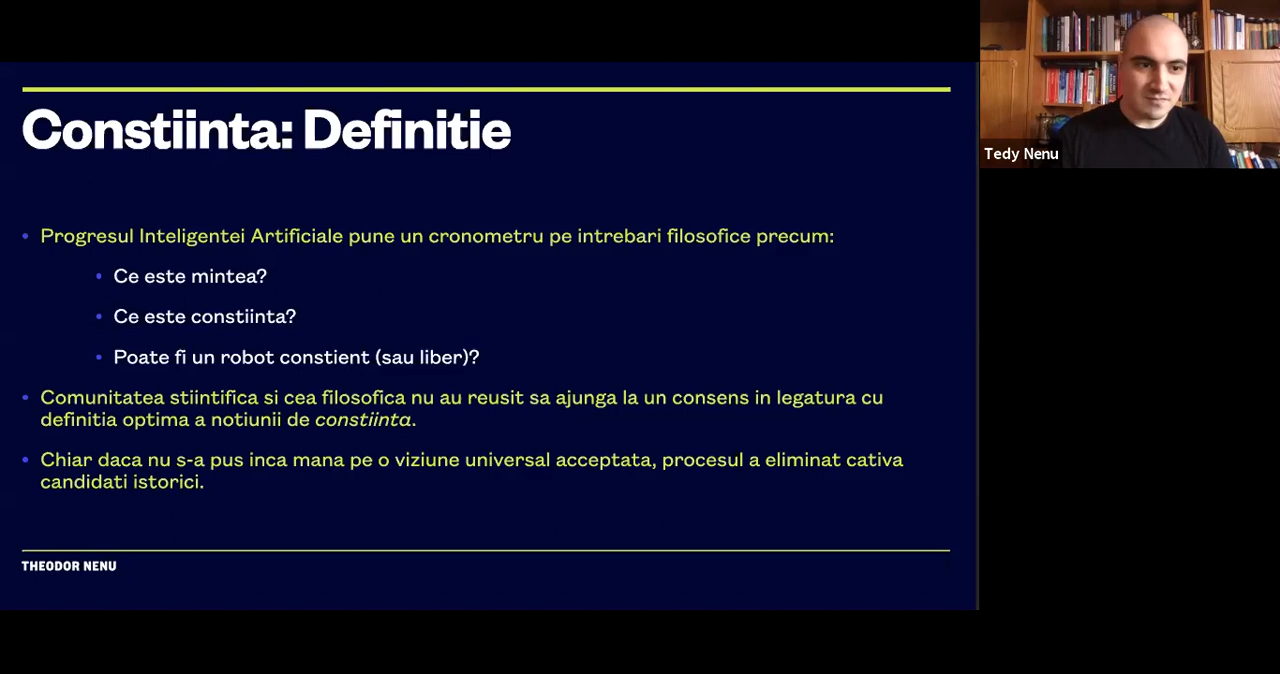 Constiinta: Definitie
Progresul Inteligentei Artificiale pune un cronometru pe intrebari filosofice precum:
Ce este mintea?
Ce este constiinta?
Poate fi un robot constient (sau liber)?
Comunitatea stiintifica si cea filosofica nu au reusit sa ajunga la un consens in legatura cu
definitia optima a notiunii de constiinta.
Chiar daca nu s-a pus inca mana pe o viziune universal acceptata, procesul a eliminat cativa
candidati istorici.
THEODOR NENU
Tedy Nenu